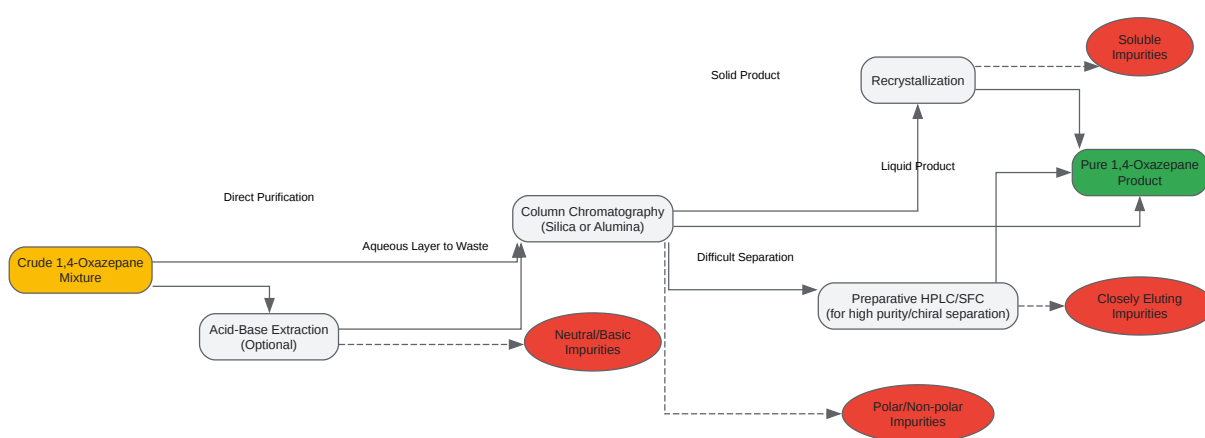 Soluble
Impurities
Solid Product
Recrystallization
Liquid Product
Pure 1,4-Oxazepane
Product
Direct Purification
Column Chromatography
(Silica or Alumina)
Aqueous Layer to Waste
Difficult Separation
Crude 1,4-Oxazepane
Mixture
Preparative HPLC/SFC
(for high purity/chiral separation)
Closely Eluting
Impurities
Acid-Base Extraction
(Optional)
Neutral/Basic
Impurities
Polar/Non-polar
Impurities